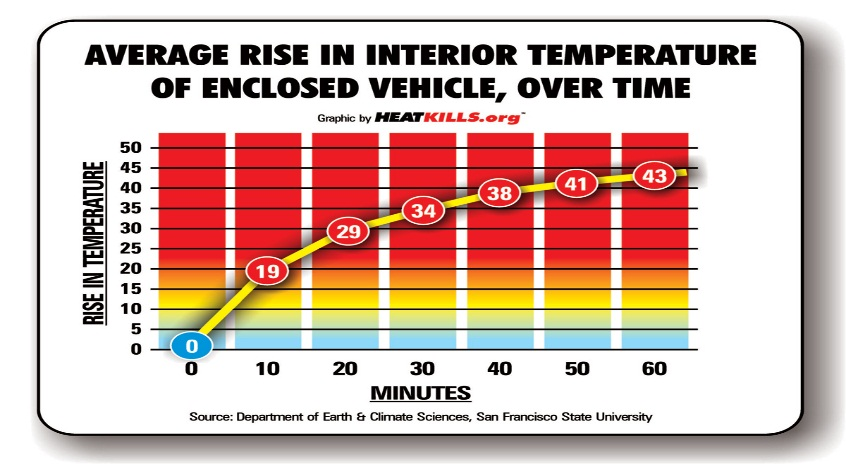 AVERAGE RISE IN INTERIOR TEMPERATURE
OF ENCLOSED VEHICLE, OVER TIME
Graphic by HEATKILLS.org™
RISE IN TEMPERATURE
50
45
40
35
30
25
20
15
10
5
0
0
19
29
34
38
41
43
0 10 20 30 40 50 60
MINUTES
Source: Department of Earth & Climate Sciences, San Francisco State University